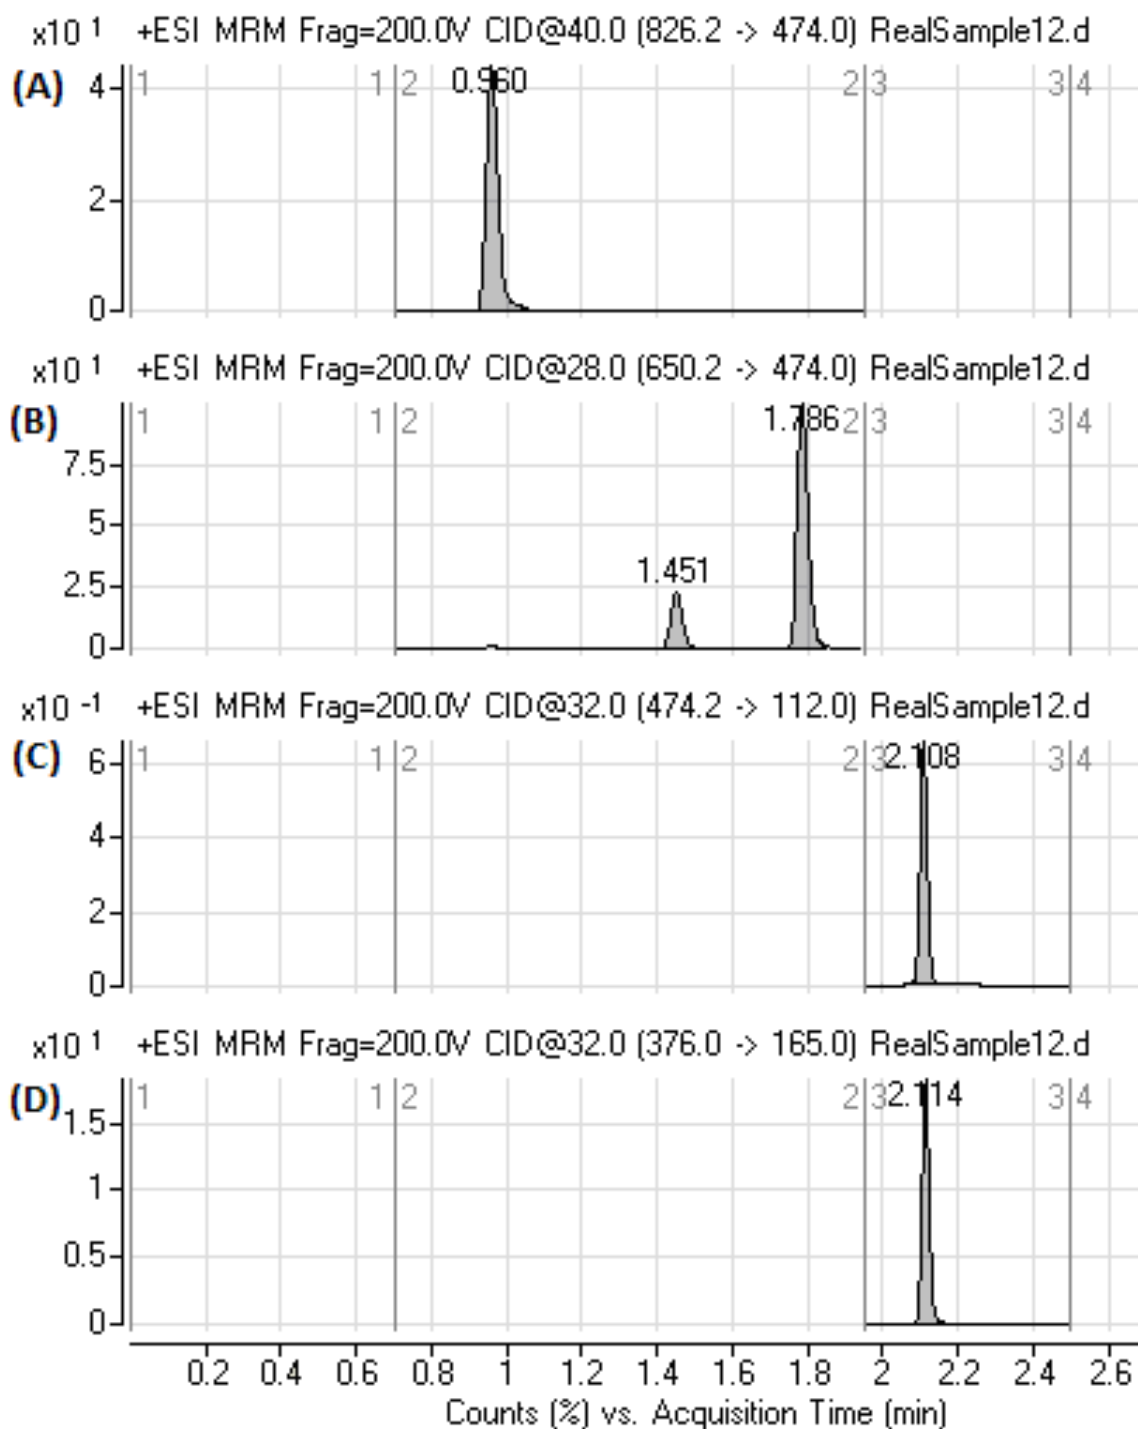 x10 1 +ESI MRM Frag=200.0V CID@40.0 (826.2 -> 474.0) RealSample12.d
(A) 1 1 2 0.960 2 3 3 4
4
2
0
x10 1 +ESI MRM Frag=200.0V CID@28.0 (650.2 -> 474.0) RealSample12.d
(B) 1 1 2 1.786 2 3 3 4
7.5
5
1.451
2.5
0
x10 -1 +ESI MRM Frag=200.0V CID@32.0 (474.2 -> 112.0) RealSample12.d
(C) 1 1 2 2 3 2.108 3 4
6
4
2
0
x10 1 +ESI MRM Frag=200.0V CID@32.0 (376.0 -> 165.0) RealSample12.d
(D) 1 1 2 2 3 2.114 3 4
1.5
1
0.5
0
0.2 0.4 0.6 0.8 1 1.2 1.4 1.6 1.8 2 2.2 2.4 2.6
Counts (%) vs. Acquisition Time (min)